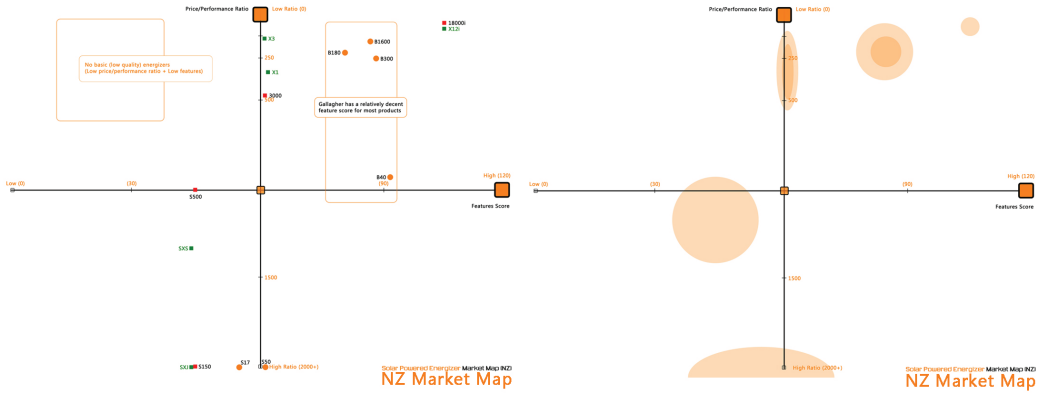 Price/Performance Ratio
Low Ratio (0)
18000i
X12i
X3
B1600
B180
B300
250
No basic (low quality) energizers
(Low price/performance ratio + Low features)
X1
3000
500
Gallagher has a relatively decent
feature score for most products
B40
Low (0)
(30)
(90)
High (120)
S500
Features Score
SX5
1500
S17
S50
S150
High Ratio (2000+)
Solar Powered Energizer Market Map (NZ)
NZ Market Map
Price/Performance Ratio
Low Ratio (0)
250
500
Low (0)
(30)
(90)
High (120)
Features Score
1500
High Ratio (2000+)
Solar Powered Energizer Market Map (NZ)
NZ Market Map